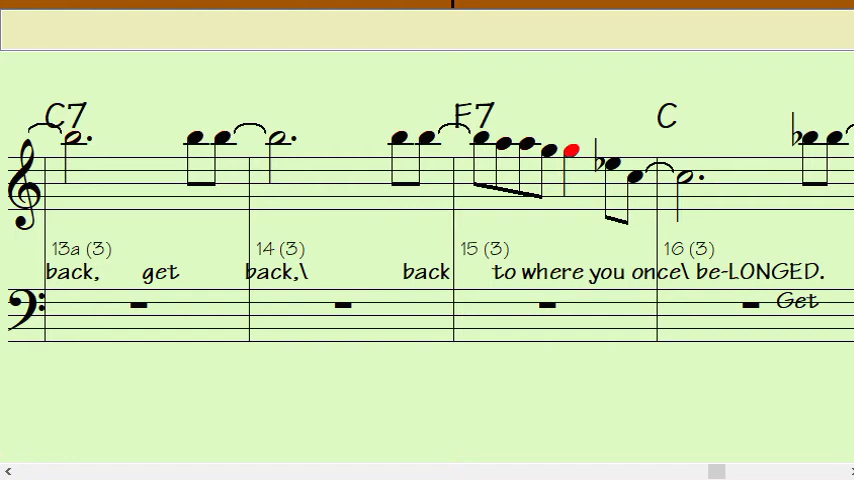 C7 F7 C
13a (3) 14 (3) 15 (3) 16 (3)
back, get back,\ back to where you once\ be-LONGED.
Get